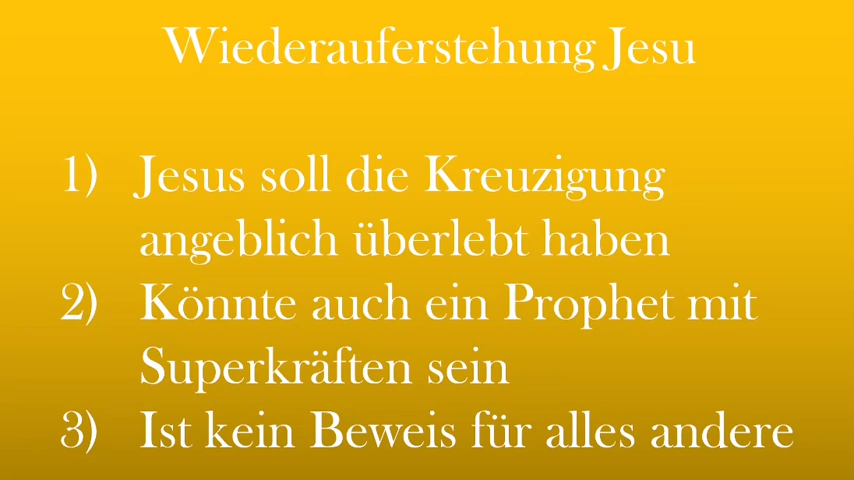 Wiederauferstehung Jesu
1) Jesus soll die Kreuzigung
angeblich überlebt haben
2) Könnte auch ein Prophet mit
Superkräften sein
3) Ist kein Beweis für alles andere